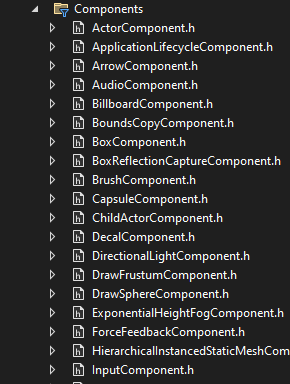 Components
ActorComponent.h
ApplicationLifecycleComponent.h
ArrowComponent.h
AudioComponent.h
BillboardComponent.h
BoundsCopyComponent.h
BoxComponent.h
BoxReflectionCaptureComponent.h
BrushComponent.h
CapsuleComponent.h
ChildActorComponent.h
DecalComponent.h
DirectionalLightComponent.h
DrawFrustumComponent.h
DrawSphereComponent.h
ExponentialHeightFogComponent.h
ForceFeedbackComponent.h
HierarchicalInstancedStaticMeshCom
InputComponent.h